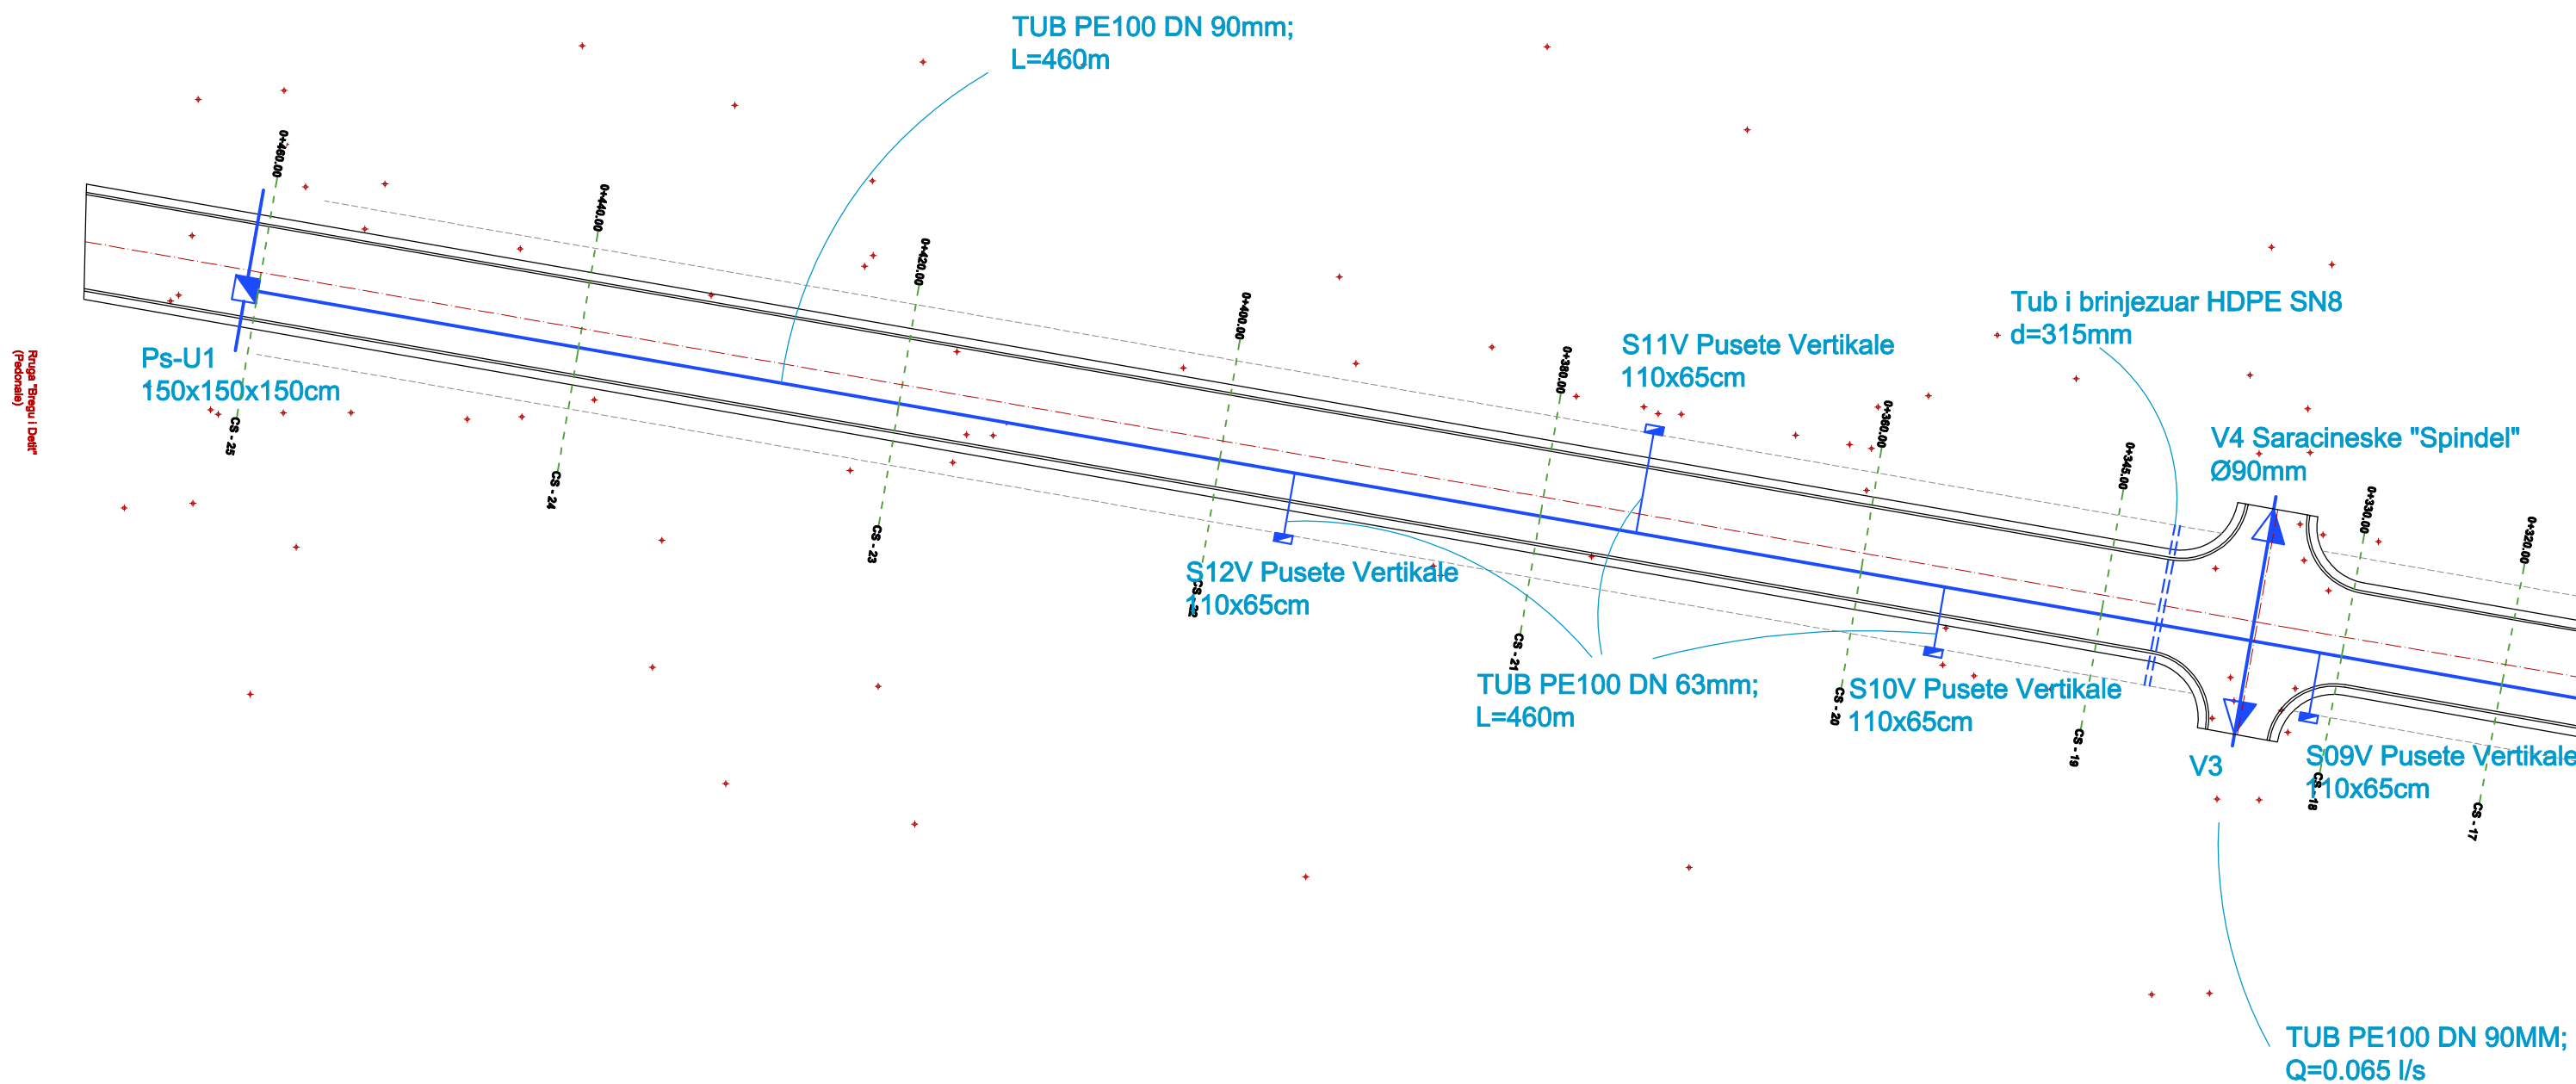 TUB PE100 DN 90mm;
L=460m
0+460.00
0+440.00
0+420.00
0+400.00
0+380.00
0+360.00
0+345.00
0+330.00
0+320.00
Tub i brinjezuar HDPE SN8
d=315mm
S11V Pusete Vertikale
110x65cm
Ps-U1
150x150x150cm
Rruga "Bregu i Detit"
(Pedonale)
V4 Saracineske "Spindel"
Ø90mm
CS - 25
CS - 24
CS - 23
CS - 22
CS - 21
CS - 20
CS - 19
CS - 18
CS - 17
S12V Pusete Vertikale
110x65cm
TUB PE100 DN 63mm;
L=460m
S10V Pusete Vertikale
110x65cm
V3
S09V Pusete Vertikale
110x65cm
TUB PE100 DN 90MM;
Q=0.065 l/s